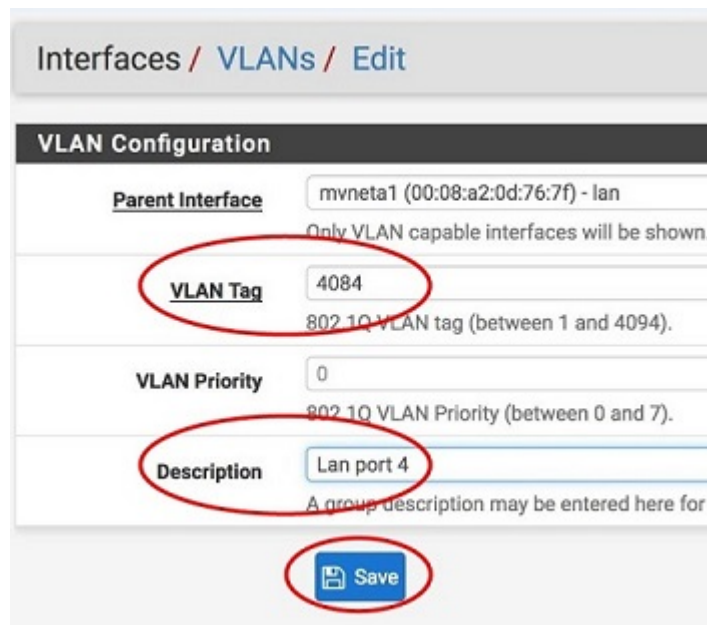 Interfaces / VLANs / Edit
VLAN Configuration
Parent Interface
mvneta1 (00:08:a2:0d:76:7f) - lan
Only VLAN capable interfaces will be shown.
VLAN Tag
4084
802.1Q VLAN tag (between 1 and 4094).
VLAN Priority
0
802.1Q VLAN Priority (between 0 and 7).
Description
Lan port 4
A group description may be entered here for
Save